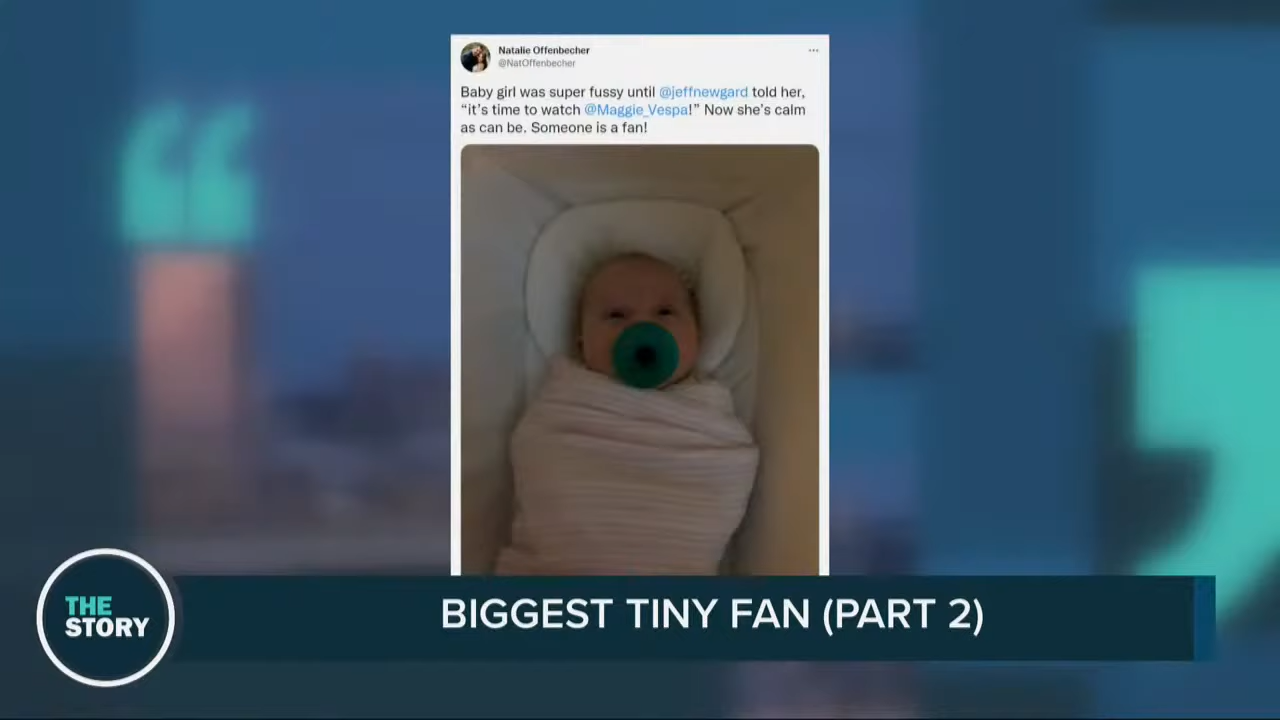 Natalie Offenbecher
@NatOffenbecher
Baby girl was super fussy until @jeffnewgard told her,
“it’s time to watch @Maggie_Vespa!” Now she’s calm
as can be. Someone is a fan!
THE
STORY
BIGGEST TINY FAN (PART 2)